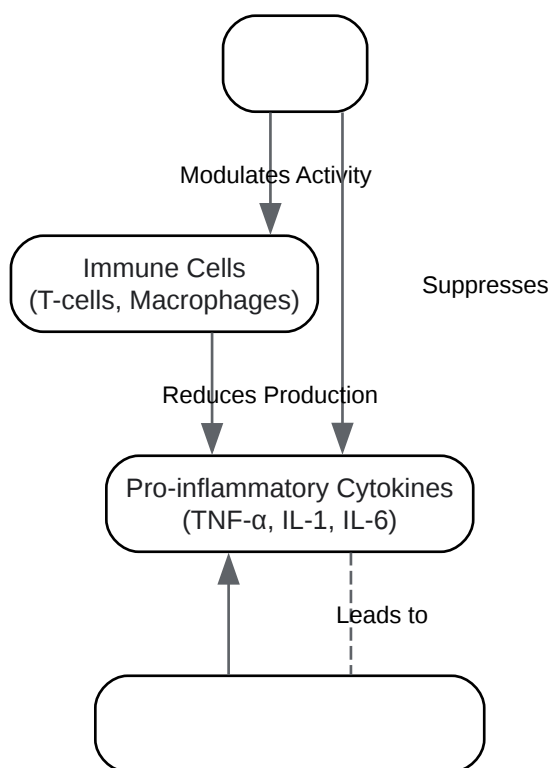 Modulates Activity
Immune Cells
(T-cells, Macrophages)
Suppresses
Reduces Production
Pro-inflammatory Cytokines
(TNF-α, IL-1, IL-6)
Leads to